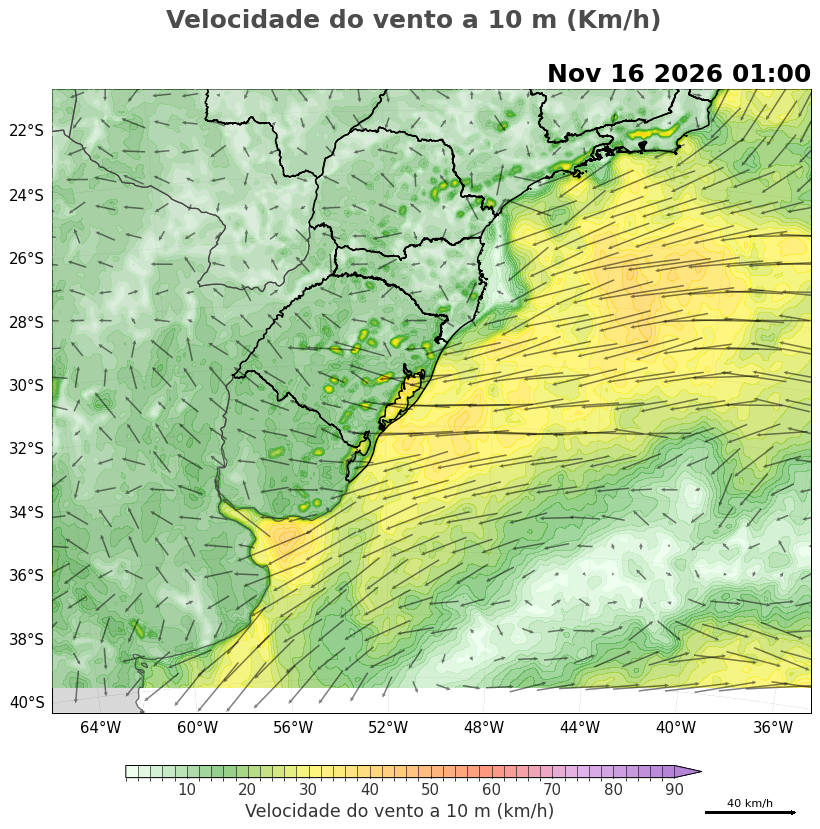 Velocidade do vento a 10 m (Km/h)
Nov 16 2026 01:00
22°S
24°S
26°S
28°S
30°S
32°S
34°S
36°S
38°S
40°S
64°W 60°W 56°W 52°W 48°W 44°W 40°W 36°W
10 20 30 40 50 60 70 80 90
Velocidade do vento a 10 m (km/h)
40 km/h